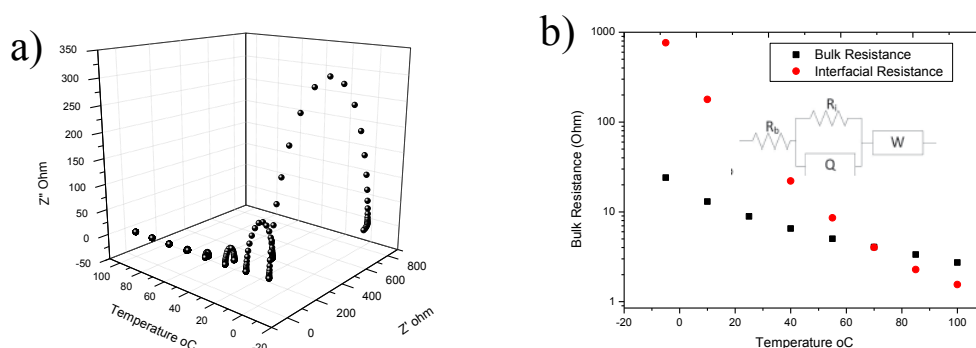 a)
350
300
250
200
150
100
50
0
-50
Z'' Ohm
100
80
60
40
20
0
-20
Temperature oC
0
200
400
600
800
Z' ohm
b)
1000
100
10
1
Bulk Resistance (Ohm)
Bulk Resistance
Interfacial Resistance
Rb
Ri
Q
W
-20 0 20 40 60 80 100
Temperature oC